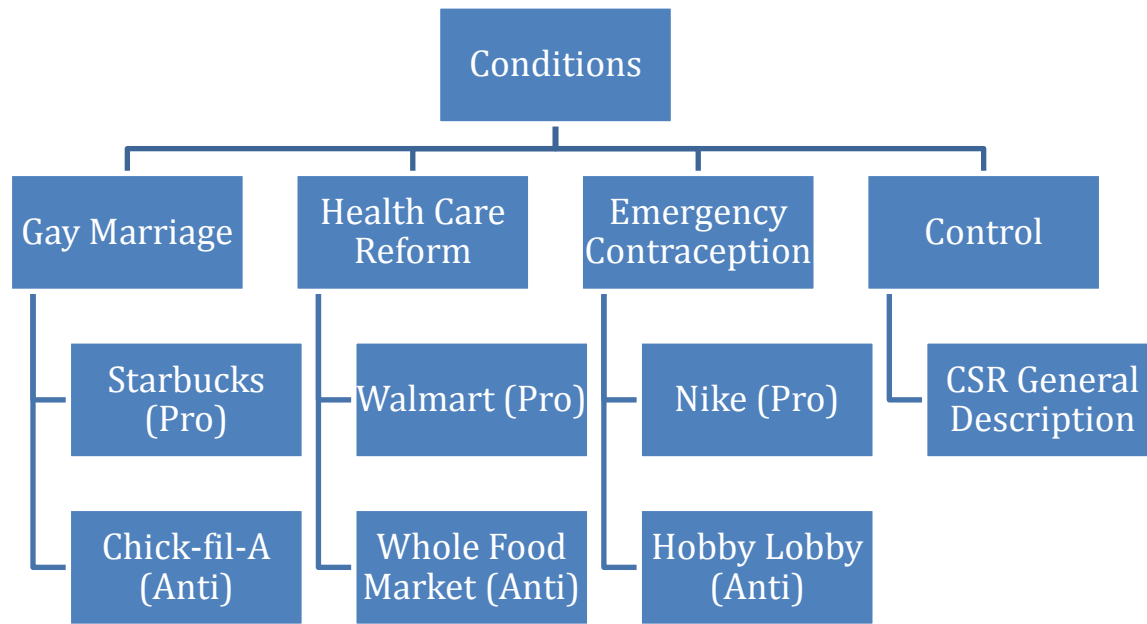 Conditions
Gay Marriage
Health Care
Reform
Emergency
Contraception
Control
Starbucks
(Pro)
Walmart (Pro)
Nike (Pro)
CSR General
Description
Chick-fil-A
(Anti)
Whole Food
Market (Anti)
Hobby Lobby
(Anti)